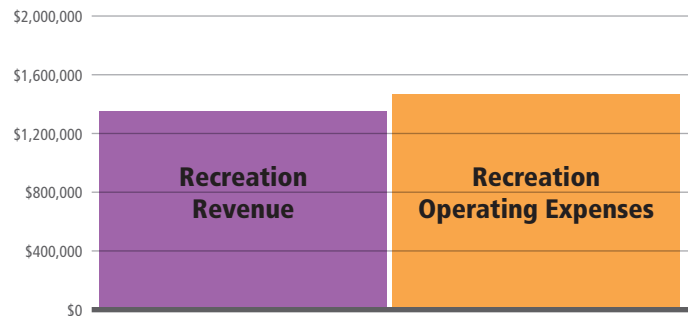 $2,000,000
$1,600,000
$1,200,000
$800,000
$400,000
$0
Recreation
Revenue
Recreation
Operating Expenses